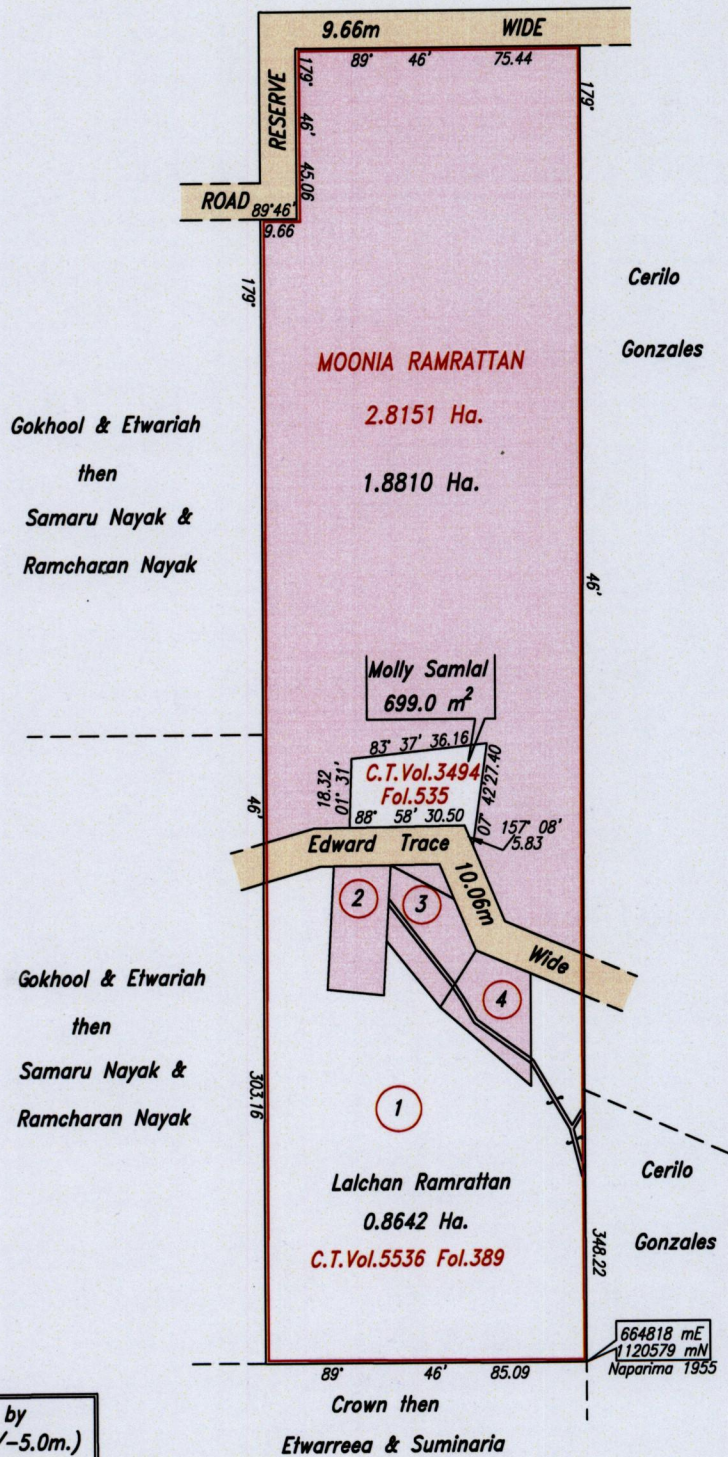 9.66m WIDE
89° 46' 75.44
179° 46' 45.06
179°
RESERVE
ROAD
89°46'
9.66
179°
Cerilo
Gonzales
MOONIA RAMRATTAN
2.8151 Ha.
1.8810 Ha.
Gokhool & Etwariah
then
Samaru Nayak &
Ramcharan Nayak
46'
Molly Samlal
699.0 m²
83° 37' 36.16
18.32
01° 31'
C.T.Vol.3494
Fol.535
07° 42' 27.40
88° 58' 30.50
157° 08'
5.83
46'
Edward Trace
10.06m
Wide
2
3
4
Gokhool & Etwariah
then
Samaru Nayak &
Ramcharan Nayak
303.16
1
Lalchan Ramrattan
0.8642 Ha.
C.T.Vol.5536 Fol.389
Cerilo
Gonzales
348.22
664818 mE
1120579 mN
Naparima 1955
89° 46' 85.09
Crown then
Etwarreea & Suminaria
by
/-5.0m.)